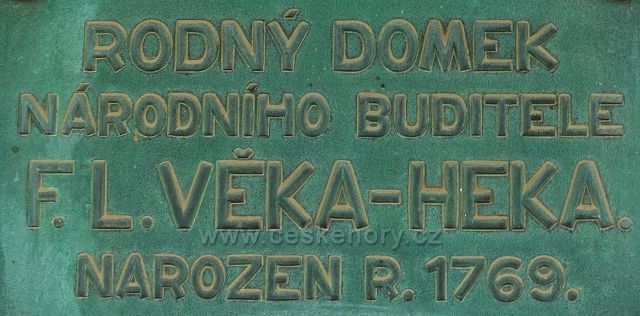 RODNÝ DOMEK
NÁRODNÍHO BUDITELE
F. L. VĚKA-HEKA.
www.ceskehory.cz
NAROZEN R. 1769.